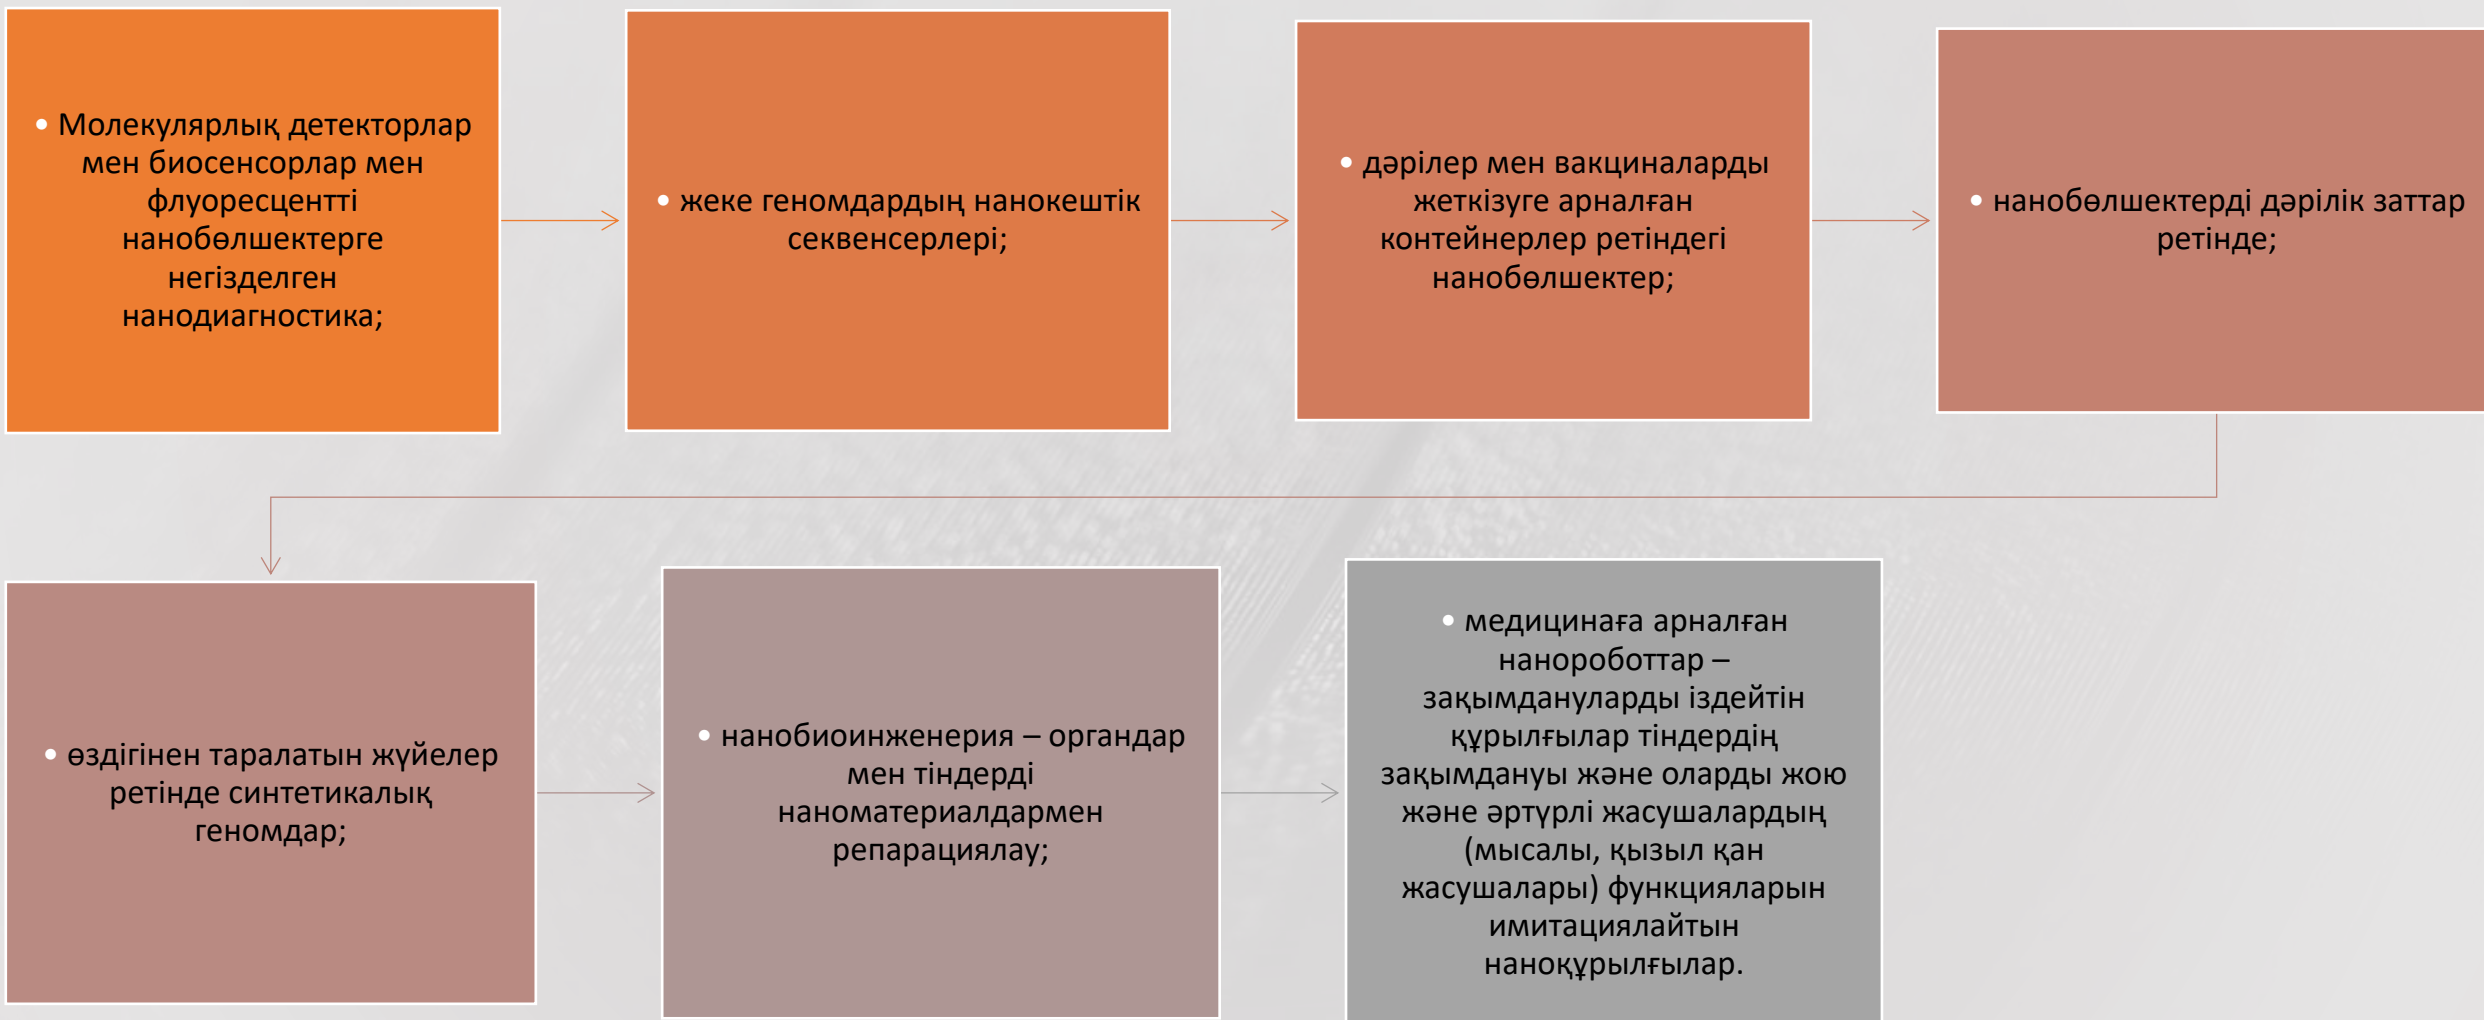 • Молекулярлық детекторлар
мен биосенсорлар мен
флуоресцентті
нанобөлшектерге
негізделген
нанодиагностика;
• жеке геномдардың нанокештік
секвенсерлері;
• дәрілер мен вакциналарды
жеткізуге арналған
контейнерлер ретіндегі
нанобөлшектер;
• нанобөлшектерді дәрілік заттар
ретінде;
• өздігінен таралатын жүйелер
ретінде синтетикалық
геномдар;
• нанобиоинженерия – органдар
мен тіндерді
наноматериалдармен
репарациялау;
• медицинаға арналған
нанороботтар –
зақымдануларды іздейтін
құрылғылар тіндердің
зақымдануы және оларды жою
және әртүрлі жасушалардың
(мысалы, қызыл қан
жасушалары) функцияларын
имитациялайтын
наноқұрылғылар.